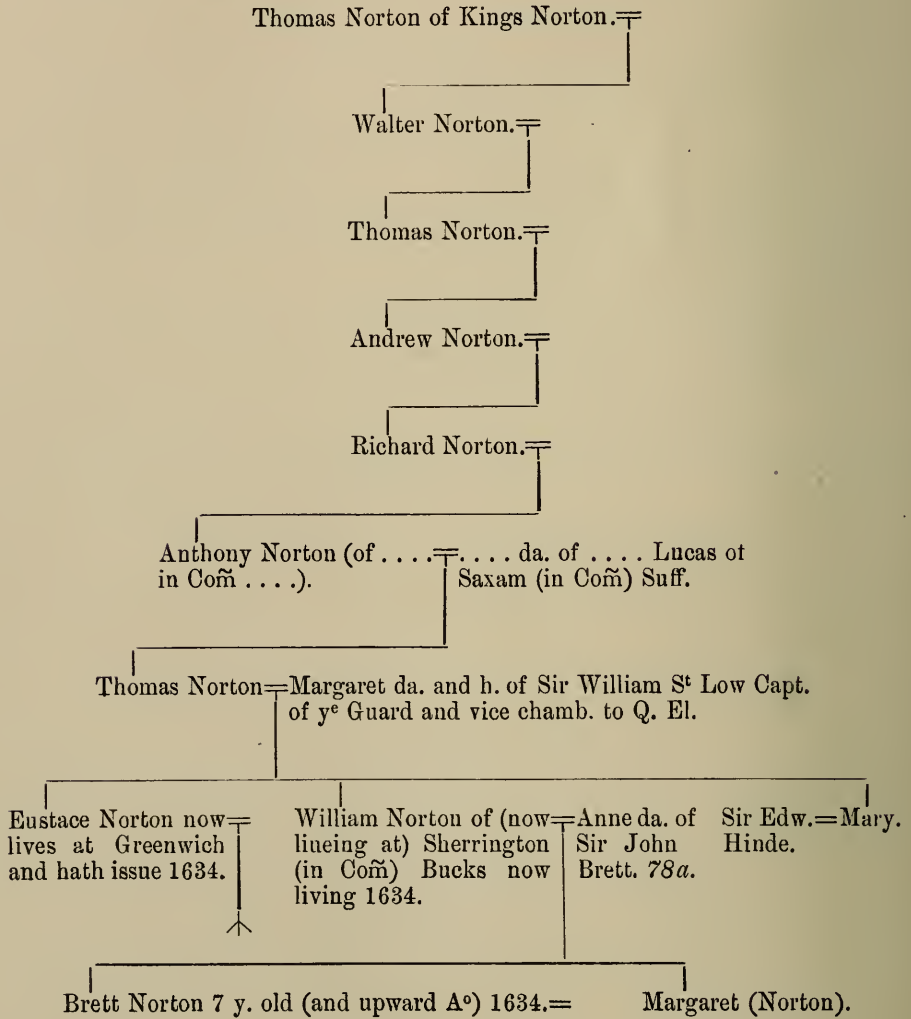 Thomas Norton of Kings Norton.
Walter Norton.
Thomas Norton.
Andrew Norton.
Richard Norton.
Anthony Norton (of . . . .
in Com̃ . . . .).
. . . . da. of . . . . Lucas ot
Saxam (in Com̃) Suff.
Thomas Norton
Margaret da. and h. of Sir William Sᵗ Low Capt.
of yᵉ Guard and vice chamb. to Q. El.
Eustace Norton now
lives at Greenwich
and hath issue 1634.
William Norton of (now
liueing at) Sherrington
(in Com̃) Bucks now
living 1634.
Anne da. of
Sir John
Brett. 78a.
Sir Edw.
Hinde.
Mary.
Brett Norton 7 y. old (and upward Aᵒ) 1634.
Margaret (Norton).